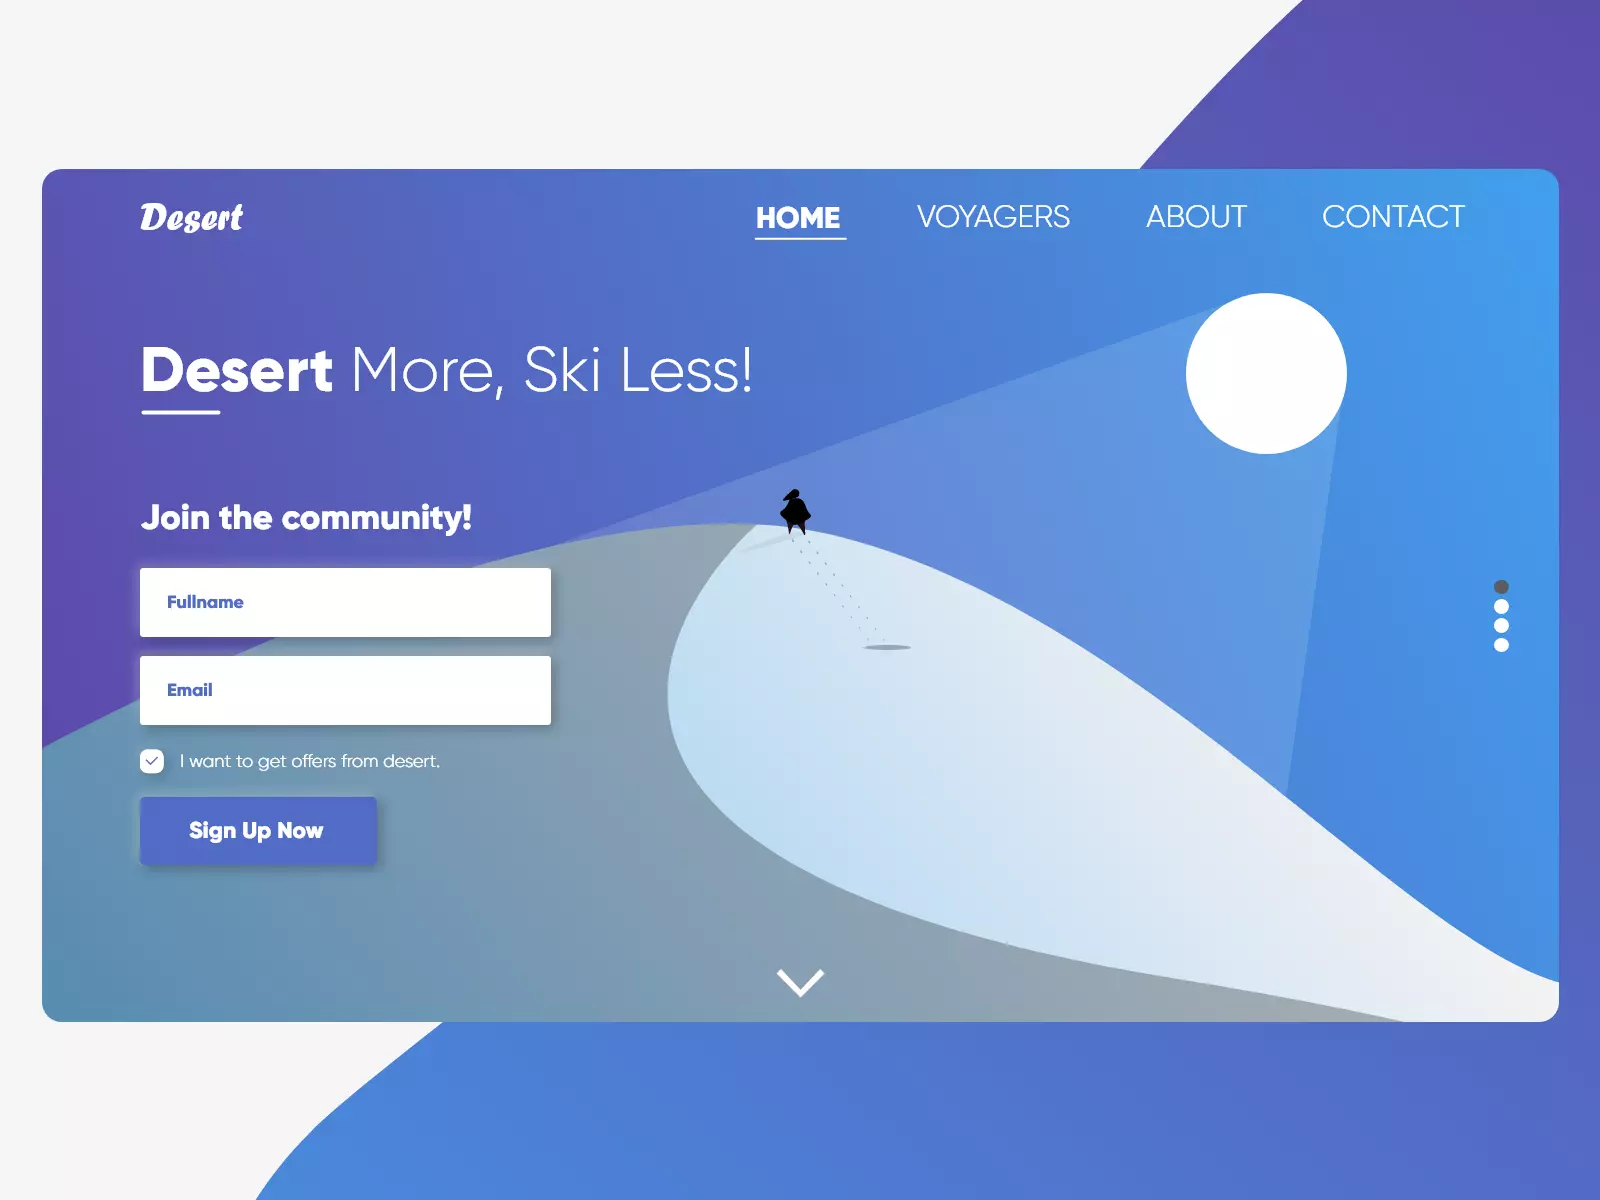 Desert
HOME VOYAGERS ABOUT CONTACT
Desert More, Ski Less!
Join the community!
Fullname
Email
I want to get offers from desert.
Sign Up Now